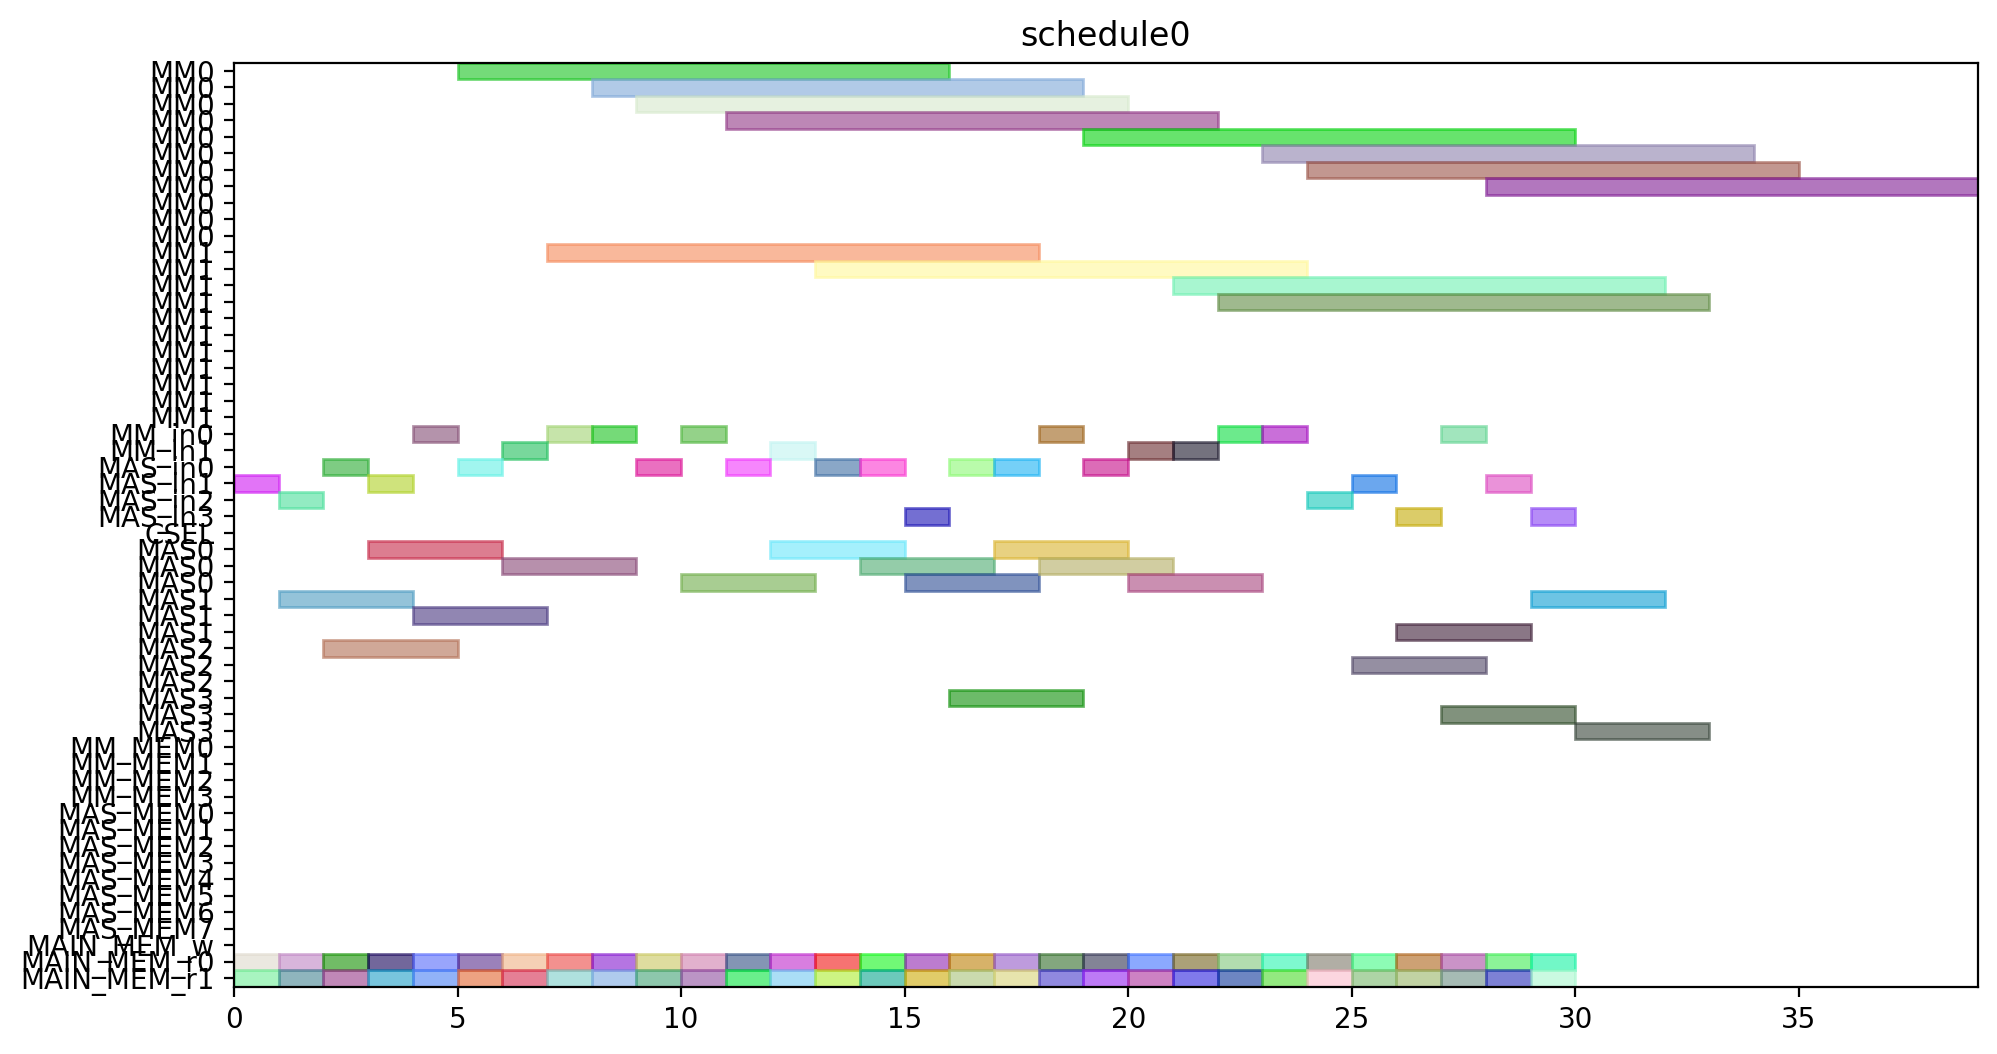 schedule0
MM0
MM0
MM0
MM0
MM0
MM0
MM0
MM0
MM0
MM0
MM0
MM1
MM1
MM1
MM1
MM1
MM1
MM1
MM1
MM1
MM1
MM1
MM_in0
MM_in1
MAS_in0
MAS_in1
MAS_in2
MAS_in3
CSEL
MAS0
MAS0
MAS0
MAS1
MAS1
MAS1
MAS2
MAS2
MAS2
MAS3
MAS3
MAS3
MM_MEM0
MM_MEM1
MM_MEM2
MM_MEM3
MAS_MEM0
MAS_MEM1
MAS_MEM2
MAS_MEM3
MAS_MEM4
MAS_MEM5
MAS_MEM6
MAS_MEM7
MAIN_MEM_w
MAIN_MEM_r0
MAIN_MEM_r1
0 5 10 15 20 25 30 35